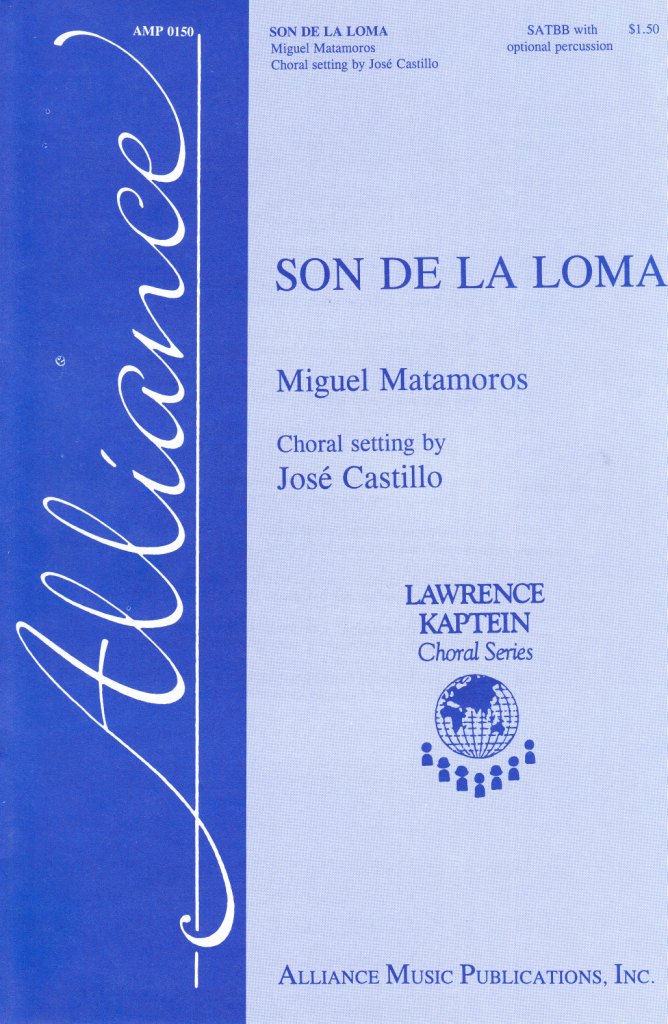 AMP 0150
SON DE LA LOMA
Miguel Matamoros
Choral setting by José Castillo
SATBB with
optional percussion
$1.50
Alliance
SON DE LA LOMA
Miguel Matamoros
Choral setting by
José Castillo
LAWRENCE
KAPTEIN
Choral Series
ALLIANCE MUSIC PUBLICATIONS, INC.